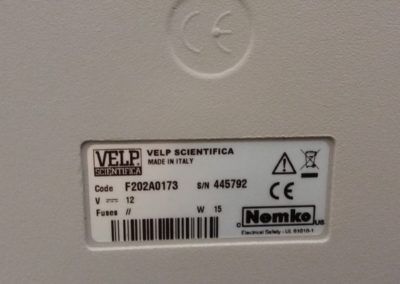 CE
VELP
SCIENTIFICA
VELP SCIENTIFICA
MADE IN ITALY
Code F202A0173 S/N 445792
V 12
Fuses // W 15
CE
C Nemko US
Electrical Safety - UL 61010-1